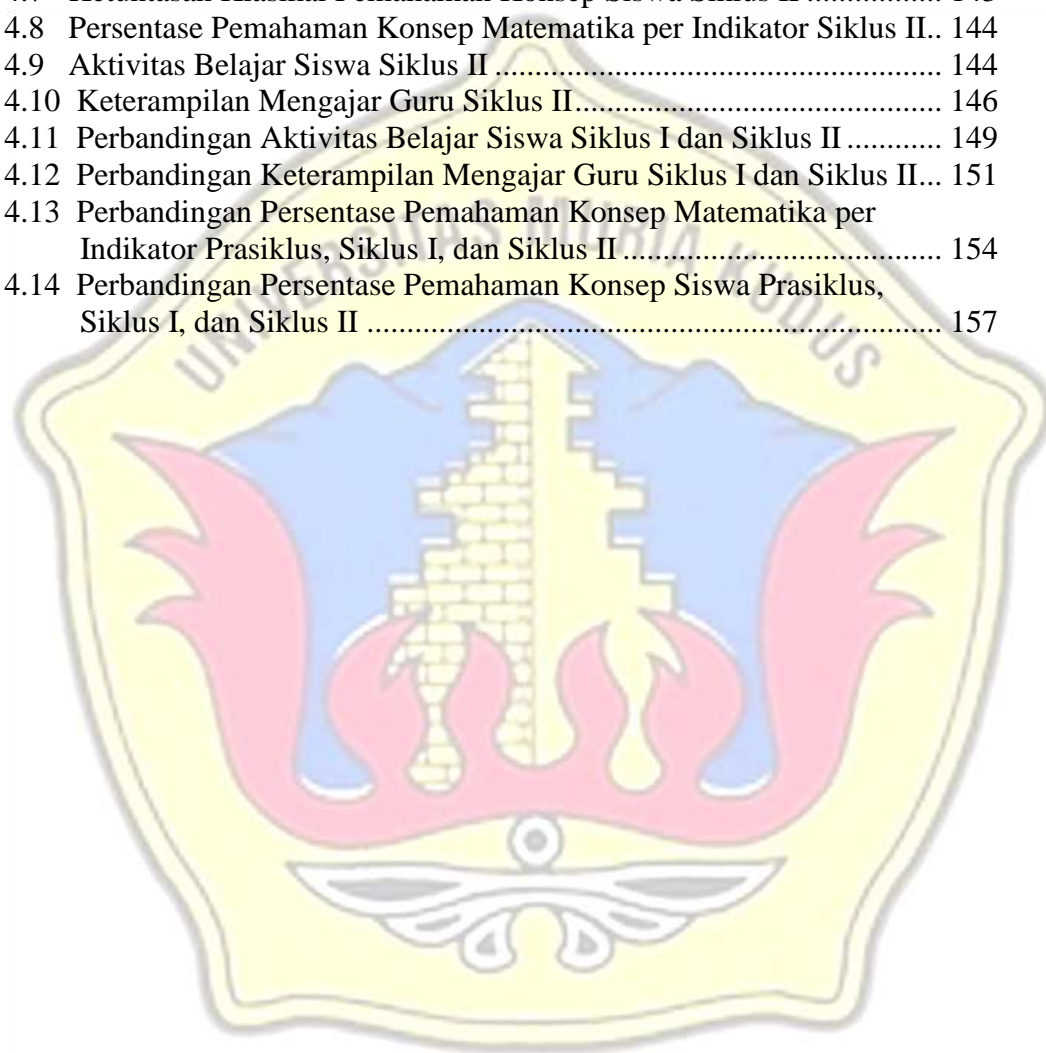 4.8 Persentase Pemahaman Konsep Matematika per Indikator Siklus II.. 144
4.9 Aktivitas Belajar Siswa Siklus II ..................................................... 144
4.10 Keterampilan Mengajar Guru Siklus II........................................... 146
4.11 Perbandingan Aktivitas Belajar Siswa Siklus I dan Siklus II ............ 149
4.12 Perbandingan Keterampilan Mengajar Guru Siklus I dan Siklus II... 151
4.13 Perbandingan Persentase Pemahaman Konsep Matematika per
Indikator Prasiklus, Siklus I, dan Siklus II ..................................... 154
4.14 Perbandingan Persentase Pemahaman Konsep Siswa Prasiklus,
Siklus I, dan Siklus II .................................................................... 157
UNIVERSITAS MURIA KUDUS